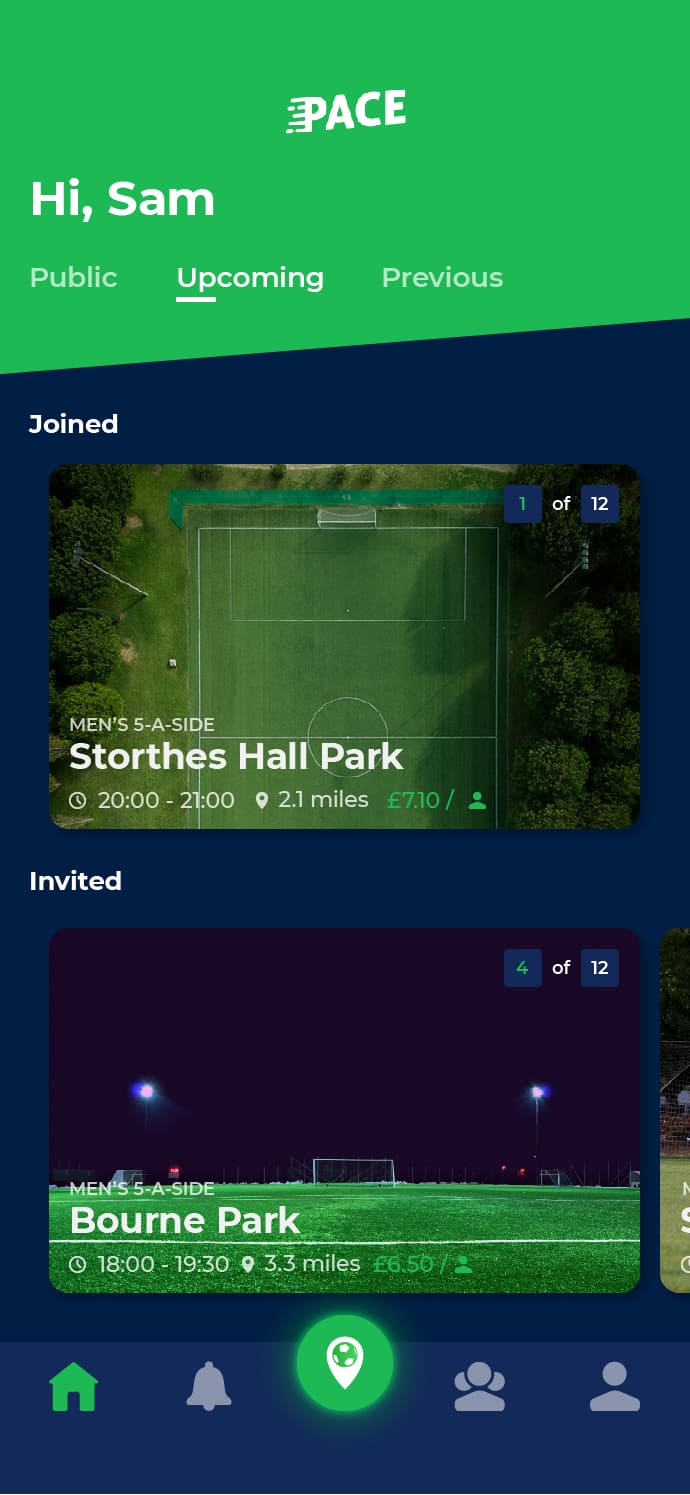 PACE
Hi, Sam
Public Upcoming Previous
Joined
1 of 12
MEN'S 5-A-SIDE
Storthes Hall Park
20:00 - 21:00 2.1 miles £7.10 /
Invited
4 of 12
MEN'S 5-A-SIDE
Bourne Park
18:00 - 19:30 3.3 miles £6.50 /